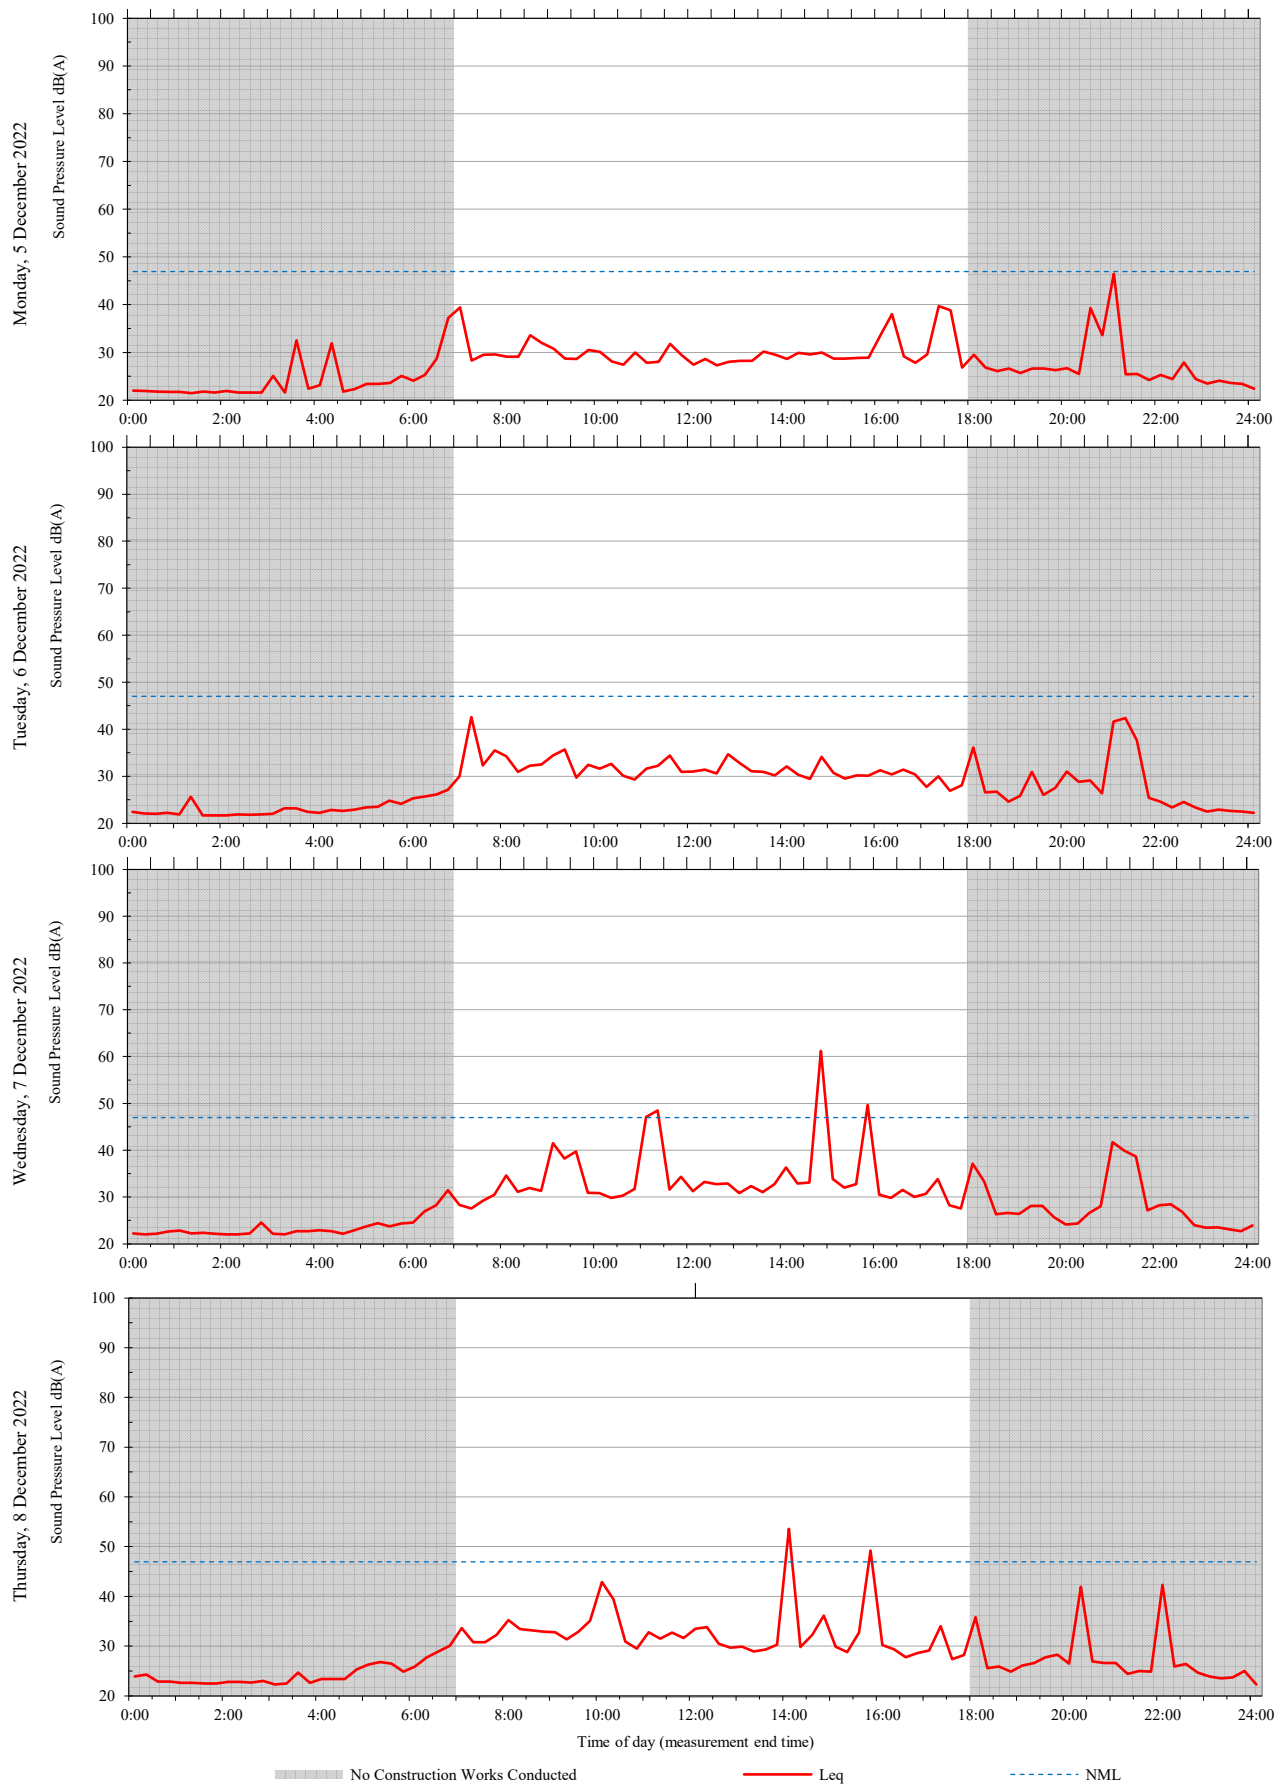 Monday, 5 December 2022
Sound Pressure Level dB(A)
100
90
80
70
60
50
40
30
20
0:00 2:00 4:00 6:00 8:00 10:00 12:00 14:00 16:00 18:00 20:00 22:00 24:00
Tuesday, 6 December 2022
Sound Pressure Level dB(A)
100
90
80
70
60
50
40
30
20
0:00 2:00 4:00 6:00 8:00 10:00 12:00 14:00 16:00 18:00 20:00 22:00 24:00
Wednesday, 7 December 2022
Sound Pressure Level dB(A)
100
90
80
70
60
50
40
30
20
0:00 2:00 4:00 6:00 8:00 10:00 12:00 14:00 16:00 18:00 20:00 22:00 24:00
Thursday, 8 December 2022
Sound Pressure Level dB(A)
100
90
80
70
60
50
40
30
20
0:00 2:00 4:00 6:00 8:00 10:00 12:00 14:00 16:00 18:00 20:00 22:00 24:00
Time of day (measurement end time)
No Construction Works Conducted Leq NML